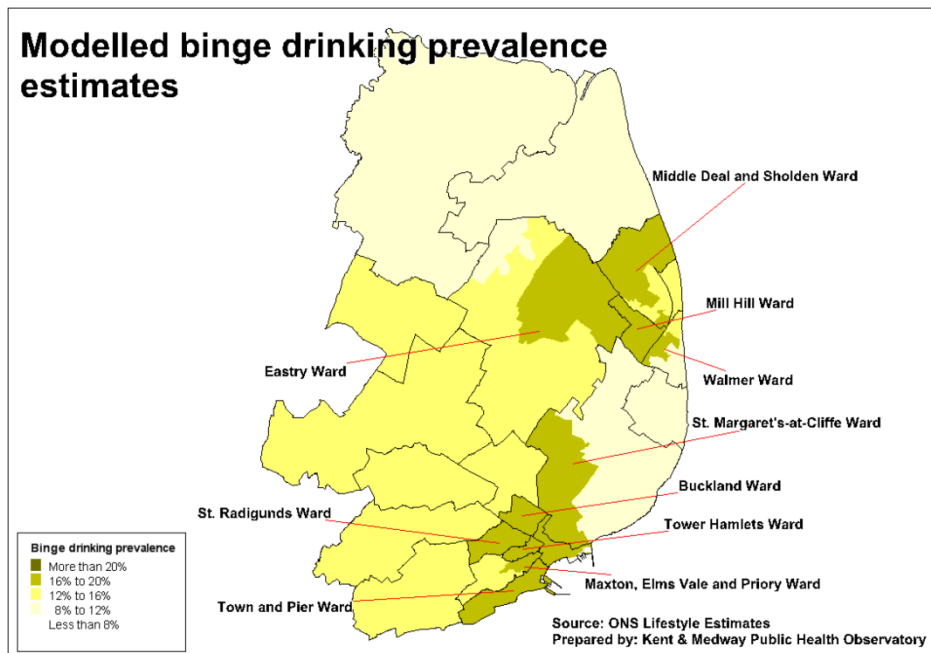 Modelled binge drinking prevalence
estimates
Middle Deal and Sholden Ward
Mill Hill Ward
Eastry Ward
Walmer Ward
St. Margaret's-at-Cliffe Ward
Buckland Ward
St. Radigunds Ward
Tower Hamlets Ward
Maxton, Elms Vale and Priory Ward
Town and Pier Ward
Binge drinking prevalence
More than 20%
16% to 20%
12% to 16%
8% to 12%
Less than 8%
Source: ONS Lifestyle Estimates
Prepared by: Kent & Medway Public Health Observatory